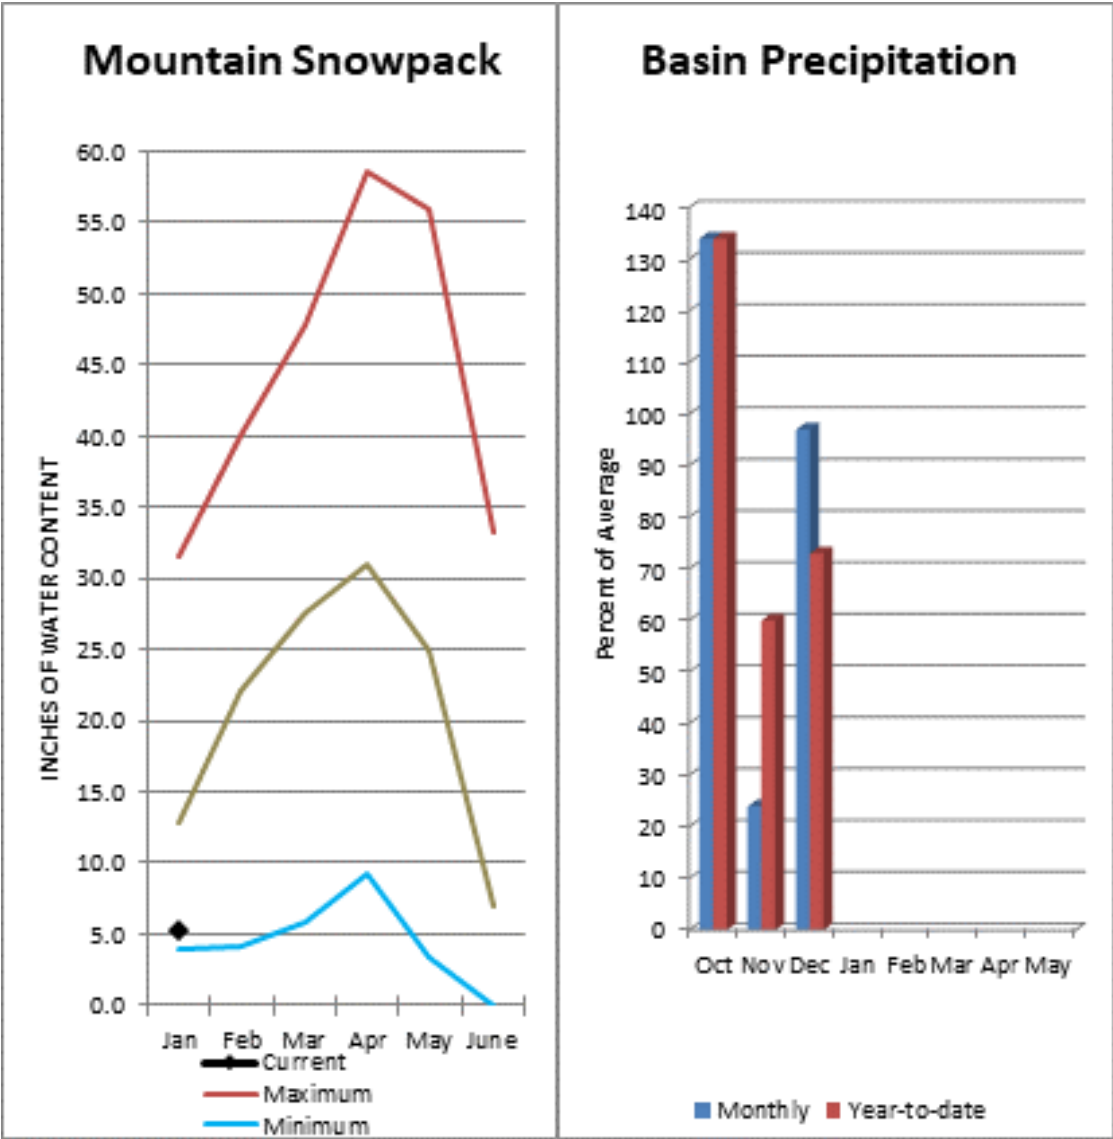 Mountain Snowpack
60.0
55.0
50.0
45.0
40.0
35.0
30.0
25.0
20.0
15.0
10.0
5.0
0.0
INCHES OF WATER CONTENT
Jan Feb Mar Apr May June
Current
Maximum
Minimum
Basin Precipitation
140
130
120
110
100
90
80
70
60
50
40
30
20
10
0
Percent of Average
Oct Nov Dec Jan Feb Mar Apr May
Monthly Year-to-date